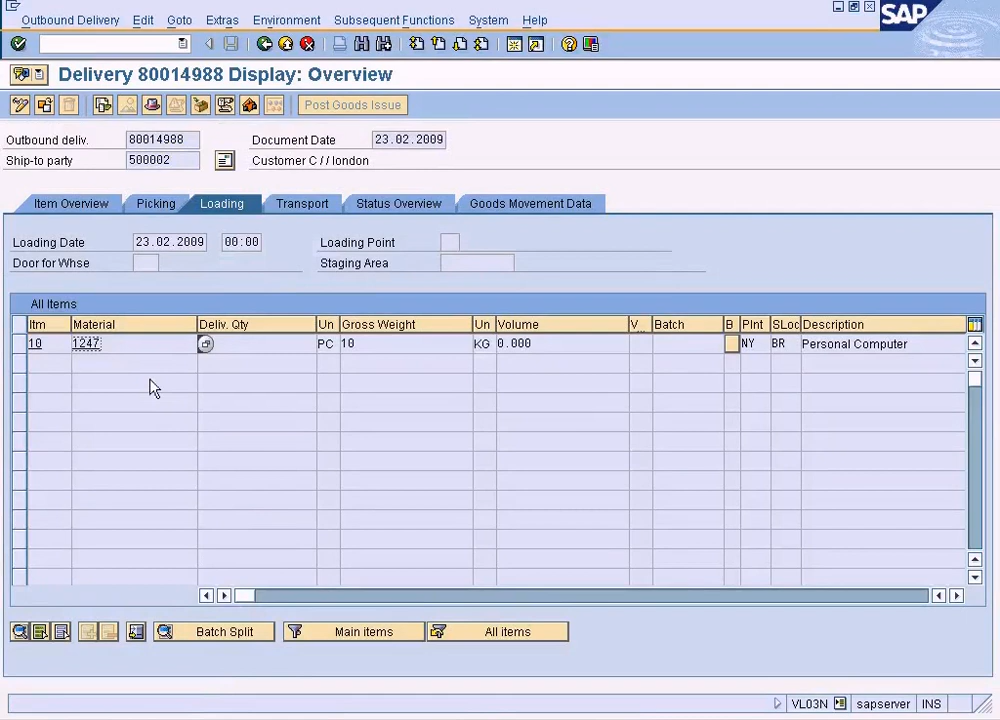 Outbound Delivery Edit Goto Extras Environment Subsequent Functions System Help
SAP
Delivery 80014988 Display: Overview
Post Goods Issue
Outbound deliv. 80014988 Document Date 23.02.2009
Ship-to party 500002 Customer C / / london
Item Overview Picking Loading Transport Status Overview Goods Movement Data
Loading Date 23.02.2009 00:00 Loading Point
Door for Whse Staging Area
All Items
Itm Material Deliv. Qty Un Gross Weight Un Volume V... Batch B Plnt SLoc Description
10 1247 PC 10 KG 0.000 NY BR Personal Computer
Batch Split Main items All items
VL03N sapserver INS